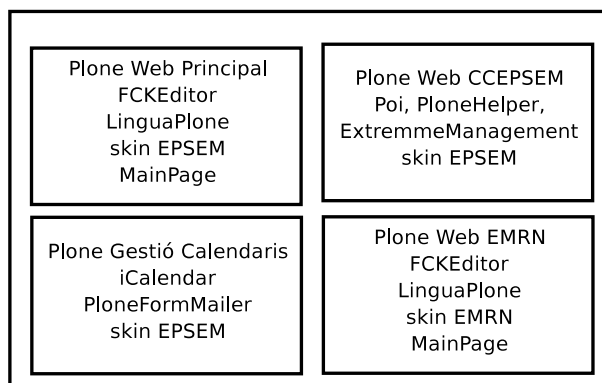 Plone Web Principal
FCKEditor
LinguaPlone
skin EPSEM
MainPage
Plone Web CCEPSEM
Poi, PloneHelper,
ExtremmeManagement
skin EPSEM
Plone Gestió Calendaris
iCalendar
PloneFormMailer
skin EPSEM
Plone Web EMRN
FCKEditor
LinguaPlone
skin EMRN
MainPage